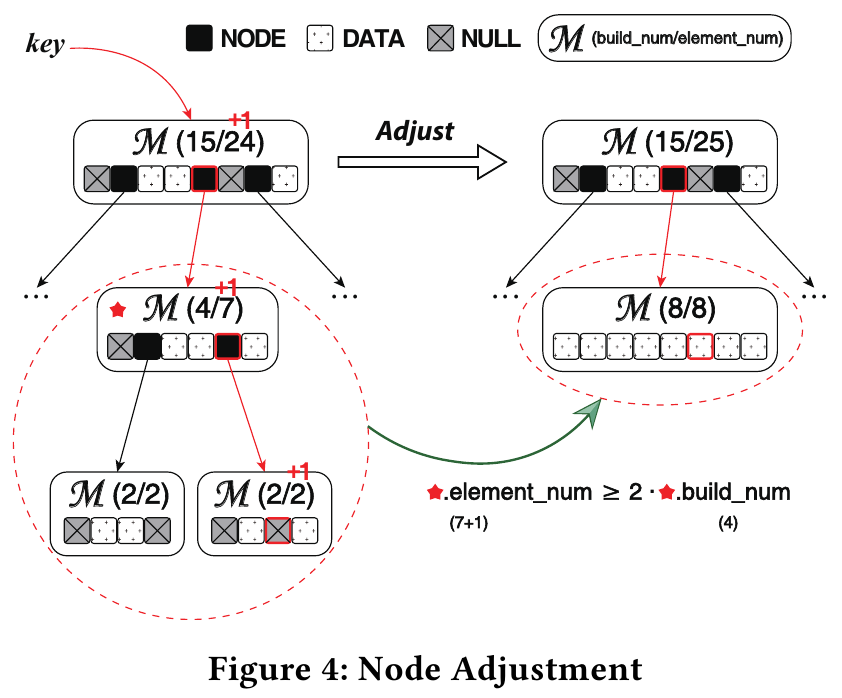 key
NODE DATA NULL ℳ (build_num/element_num)
+1
ℳ (15/24)
Adjust
ℳ (15/25)
... +1 ... ... ...
ℳ (4/7)
ℳ (8/8)
+1
ℳ (2/2) ℳ (2/2)
.element_num ≥ 2 · .build_num
(7+1) (4)
Figure 4: Node Adjustment